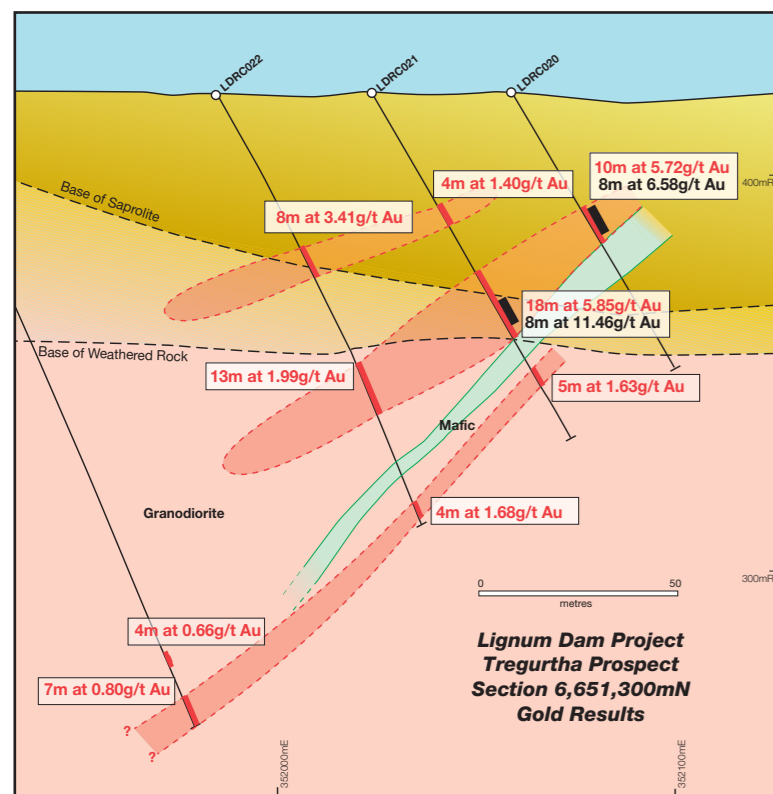 LDRC022
LDRC021
LDRC020
10m at 5.72g/t Au
8m at 6.58g/t Au
4m at 1.40g/t Au
400mR
Base of Saprolite
8m at 3.41g/t Au
18m at 5.85g/t Au
8m at 11.46g/t Au
Base of Weathered Rock
13m at 1.99g/t Au
5m at 1.63g/t Au
Mafic
Granodiorite
4m at 1.68g/t Au
300mR
0 50
metres
4m at 0.66g/t Au
7m at 0.80g/t Au
Lignum Dam Project
Tregurtha Prospect
Section 6,651,300mN
Gold Results
?
?
352000mE
352100mE